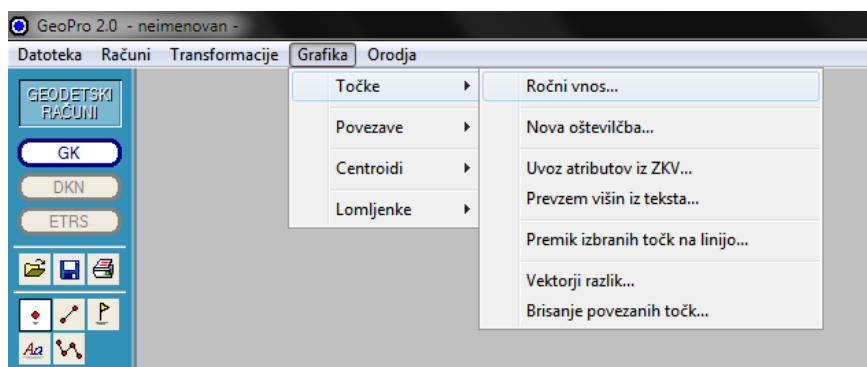 GeoPro 2.0 - neimenovan -
Datoteka Računi Transformacije Grafika Orodja
GEODETSKI
RAČUNI
GK
DKN
ETRS
Aa
Točke
Povezave
Centroidi
Lomljenke
Ročni vnos...
Nova oštevilčba...
Uvoz atributov iz ZKV...
Prevzem višin iz teksta...
Premik izbranih točk na linijo...
Vektorji razlik...
Brisanje povezanih točk...